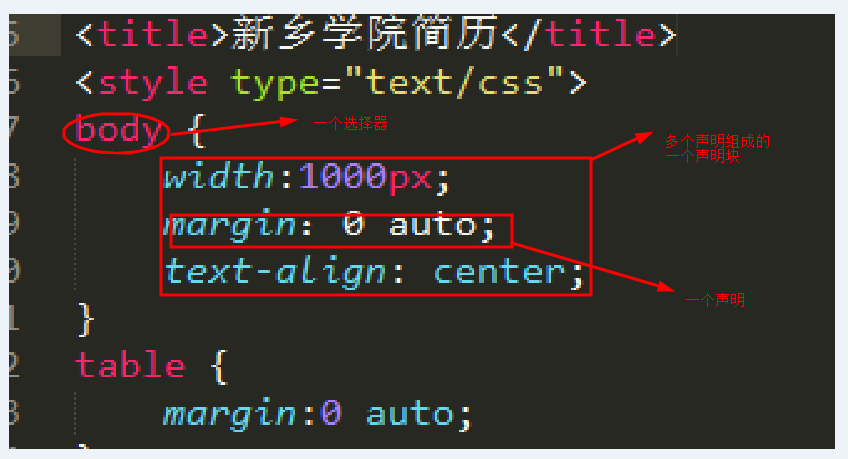 5 <title>新乡学院简历</title>
6 <style type="text/css">
7 body {
一个选择器
多个声明组成的
一个声明块
8 width:1000px;
9 margin: 0 auto;
0 text-align: center;
一个声明
1 }
2 table {
3 margin:0 auto;